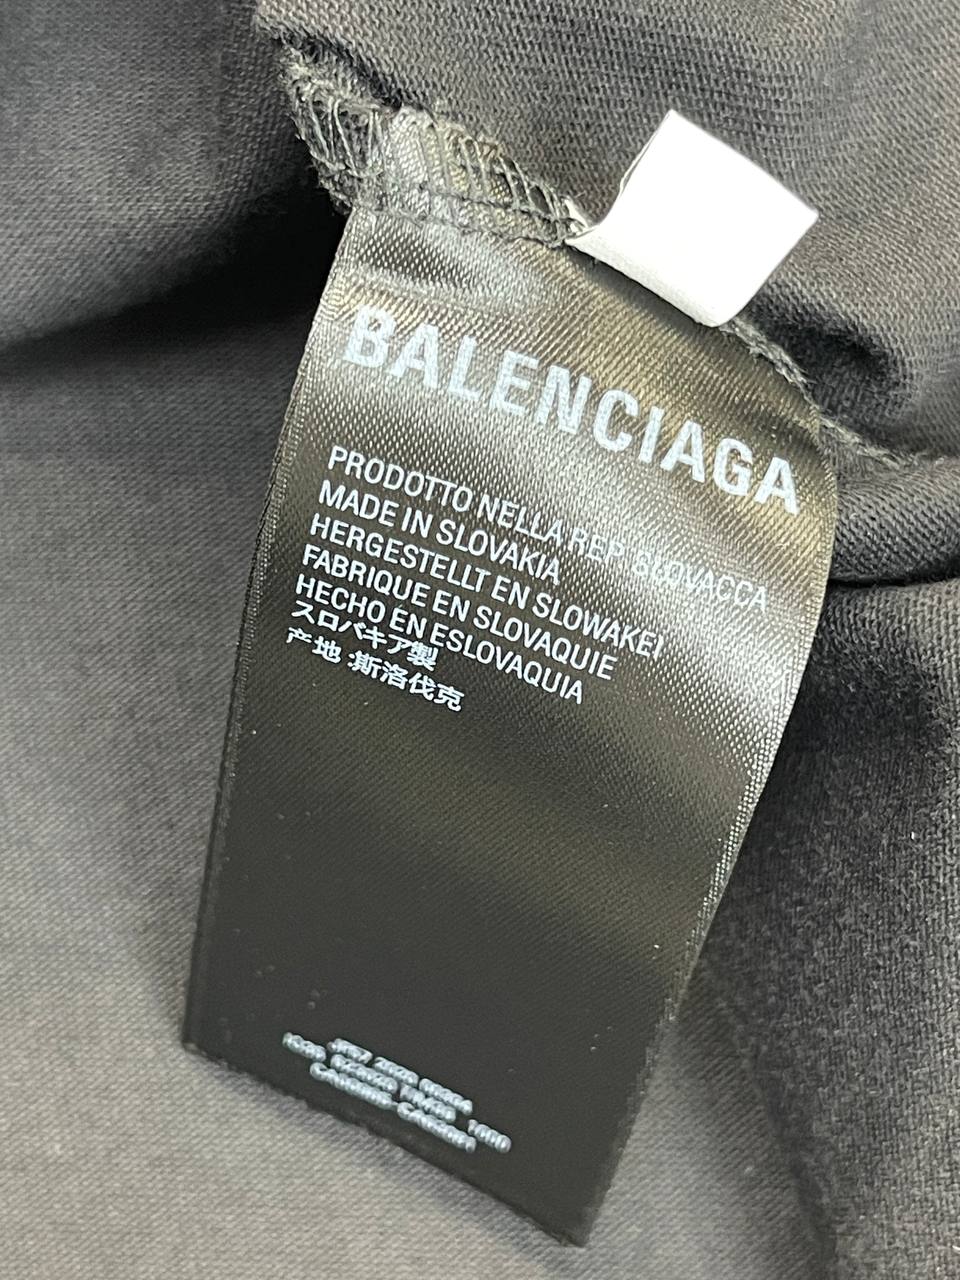 BALENCIAGA
PRODOTTO NELLA REP. SLOVACCA
MADE IN SLOVAKIA
HERGESTELLT EN SLOWAKEI
FABRIQUE EN SLOVAQUIE
HECHO EN ESLOVAQUIA
スロバキア製
产地:斯洛伐克
1000